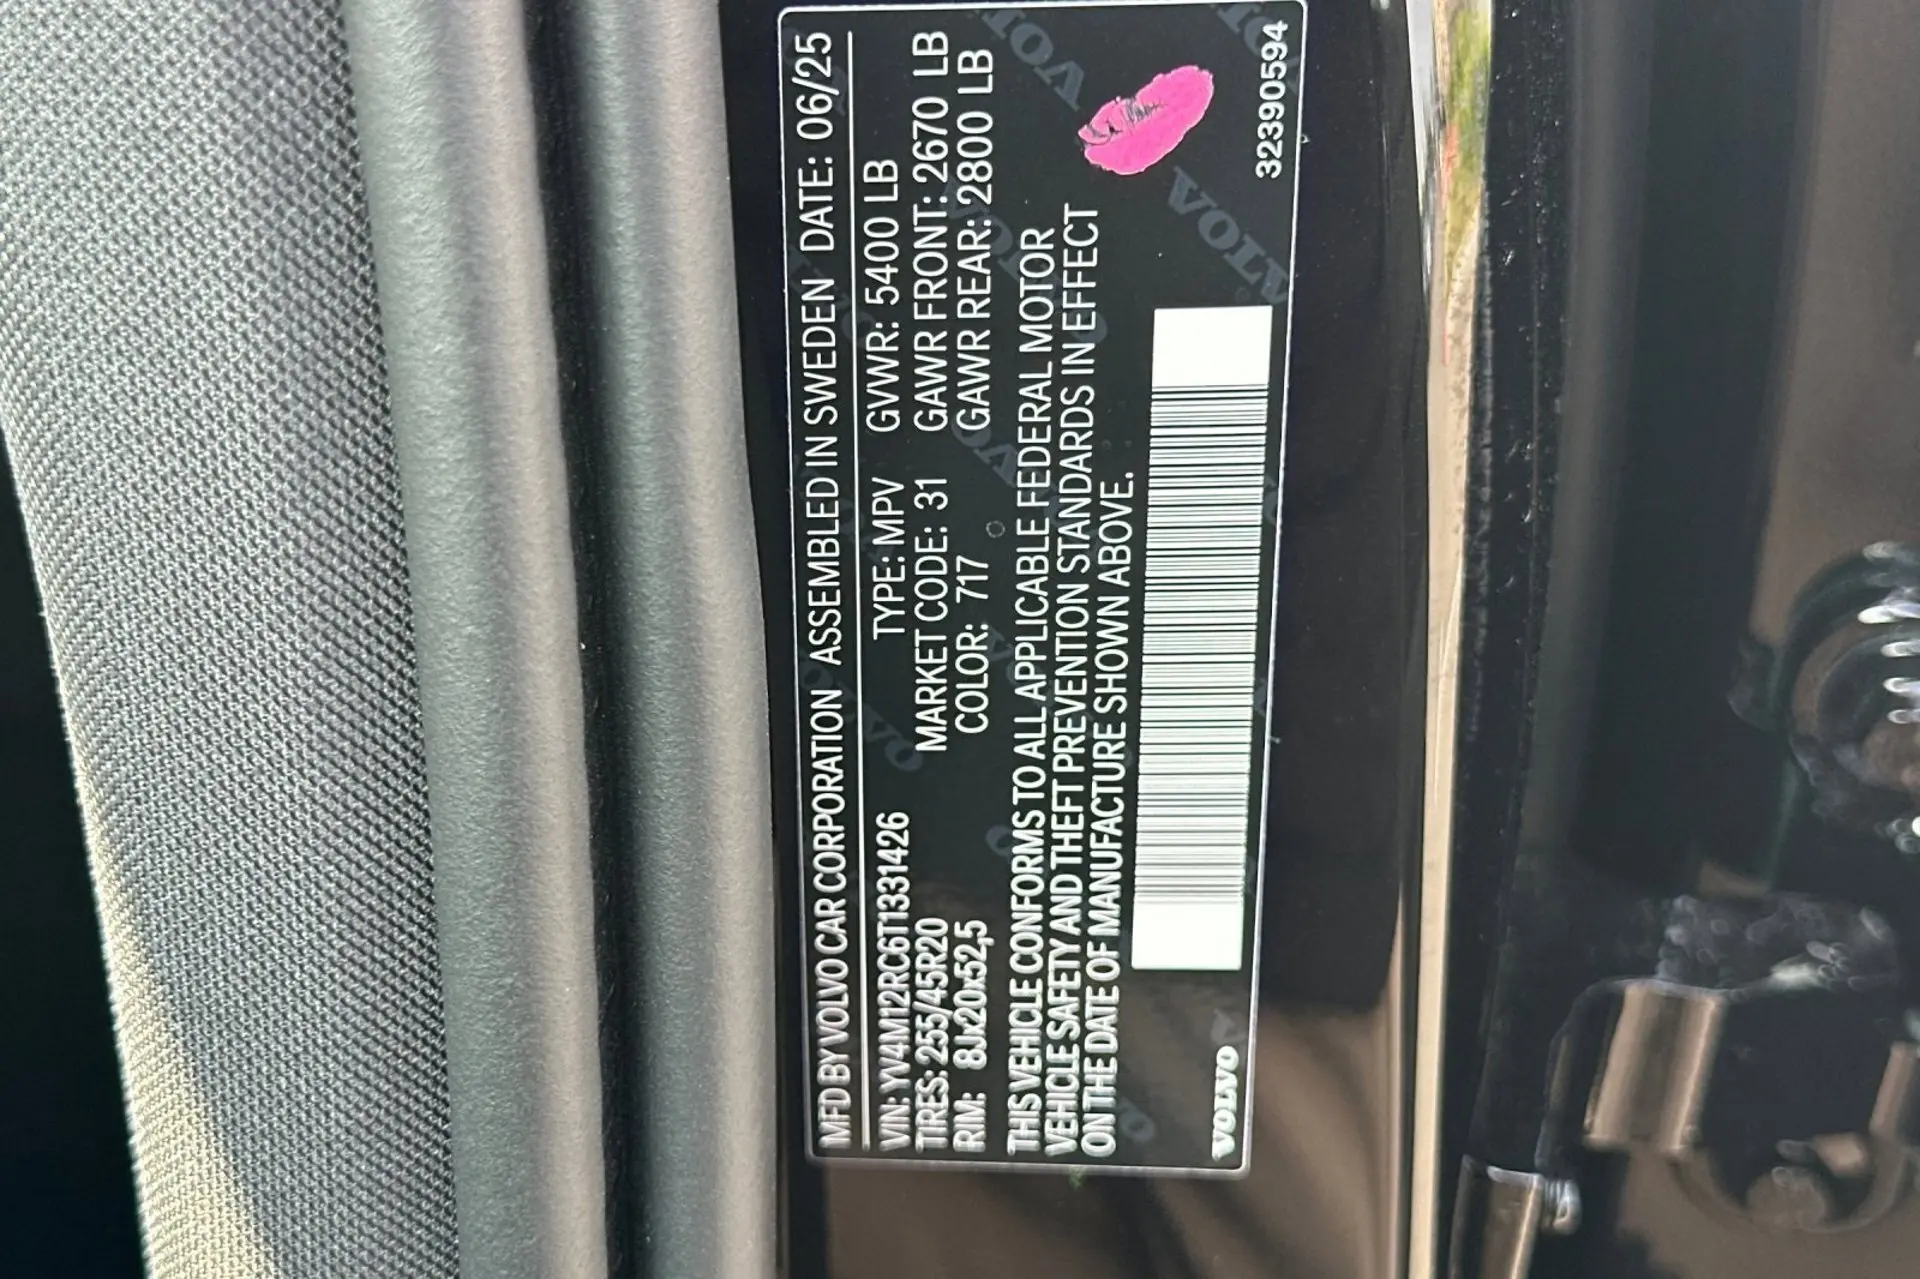 MFD BY VOLVO CAR CORPORATION ASSEMBLED IN SWEDEN DATE: 06/25
VIN: YV4M12RC6T1331426 TYPE: MPV GVWR: 5400 LB
TIRES: 255/45R20 MARKET CODE: 31 GAWR FRONT: 2670 LB
RIM: 8Jx20x52,5 COLOR: 717 GAWR REAR: 2800 LB
THIS VEHICLE CONFORMS TO ALL APPLICABLE FEDERAL MOTOR
VEHICLE SAFETY AND THEFT PREVENTION STANDARDS IN EFFECT
ON THE DATE OF MANUFACTURE SHOWN ABOVE.
VOLVO
32390594